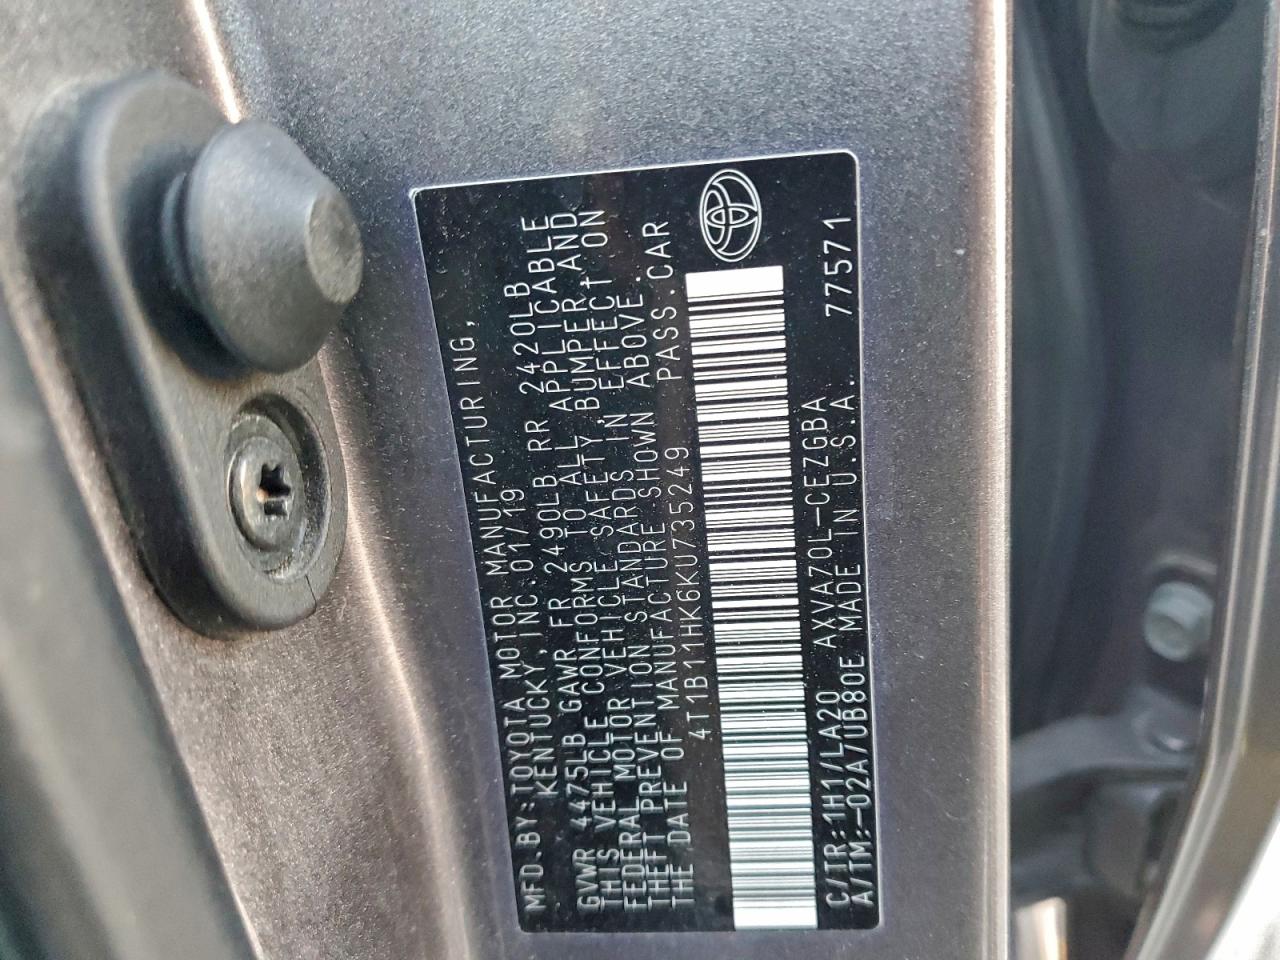 MFD.BY:TOYOTA MOTOR MANUFACTURING,
KENTUCKY,INC.01/19
GVWR 4475LB GAWR FR 2490LB RR 2420LB
THIS VEHICLE CONFORMS TO ALL APPLICABLE
FEDERAL MOTOR VEHICLE SAFETY,BUMPER,AND
THEFT PREVENTION STANDARDS IN EFFECT ON
THE DATE OF MANUFACTURE SHOWN ABOVE.
4T1B11HK6KU735249 PASS.CAR
C/TR:1H1/LA20 AXVA70L-CEZGBA
A/TM:-02A/UB80E MADE IN U.S.A. 77571